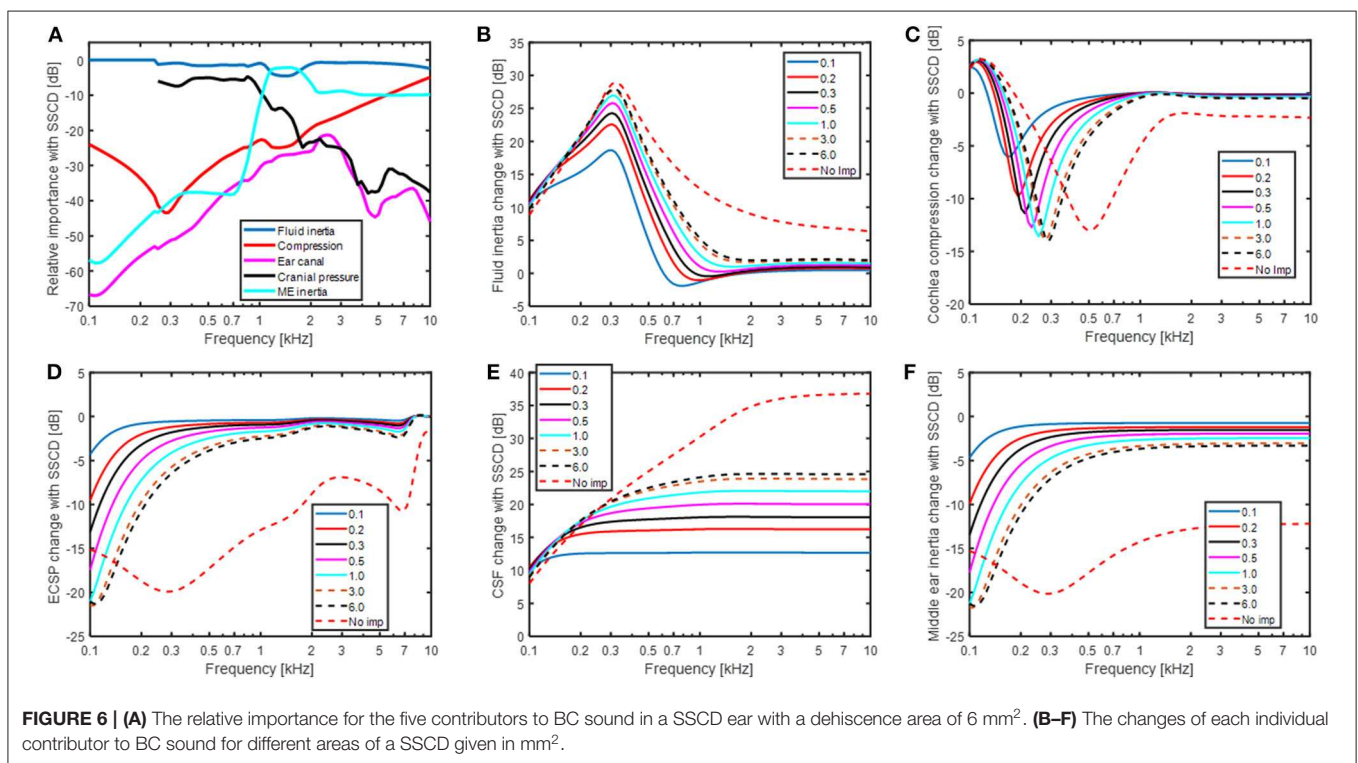 A
Relative importance with SSCD [dB]
0
-10
-20
-30
-40
-50
-60
-70
Fluid inertia
Compression
Ear canal
Cranial pressure
ME inertia
0.1 0.2 0.3 0.5 0.7 1 2 3 5 7 10
Frequency [kHz]
B
Fluid inertia change with SSCD [dB]
35
30
25
20
15
10
5
0
-5
0.1
0.2
0.3
0.5
1.0
3.0
6.0
No Imp
0.1 0.2 0.3 0.5 0.7 1 2 3 5 7 10
Frequency [kHz]
C
Cochlea compression change with SSCD [dB]
5
0
-5
-10
-15
-20
0.1
0.2
0.3
0.5
1.0
3.0
6.0
No Imp
0.1 0.2 0.3 0.5 0.7 1 2 3 5 7 10
Frequency [kHz]
D
ECSP change with SSCD [dB]
5
0
-5
-10
-15
-20
-25
0.1
0.2
0.3
0.5
1.0
3.0
6.0
No imp
0.1 0.2 0.3 0.5 0.7 1 2 3 5 7 10
Frequency [kHz]
E
CSF change with SSCD [dB]
40
35
30
25
20
15
10
5
0
0.1
0.2
0.3
0.5
1.0
3.0
6.0
No imp
0.1 0.2 0.3 0.5 0.7 1 2 3 5 7 10
Frequency [kHz]
F
Middle ear inertia change with SSCD [dB]
5
0
-5
-10
-15
-20
-25
0.1
0.2
0.3
0.5
1.0
3.0
6.0
No imp
0.1 0.2 0.3 0.5 0.7 1 2 3 5 7 10
Frequency [kHz]
FIGURE 6 | (A) The relative importance for the five contributors to BC sound in a SSCD ear with a dehiscence area of 6 mm². (B–F) The changes of each individual
contributor to BC sound for different areas of a SSCD given in mm².